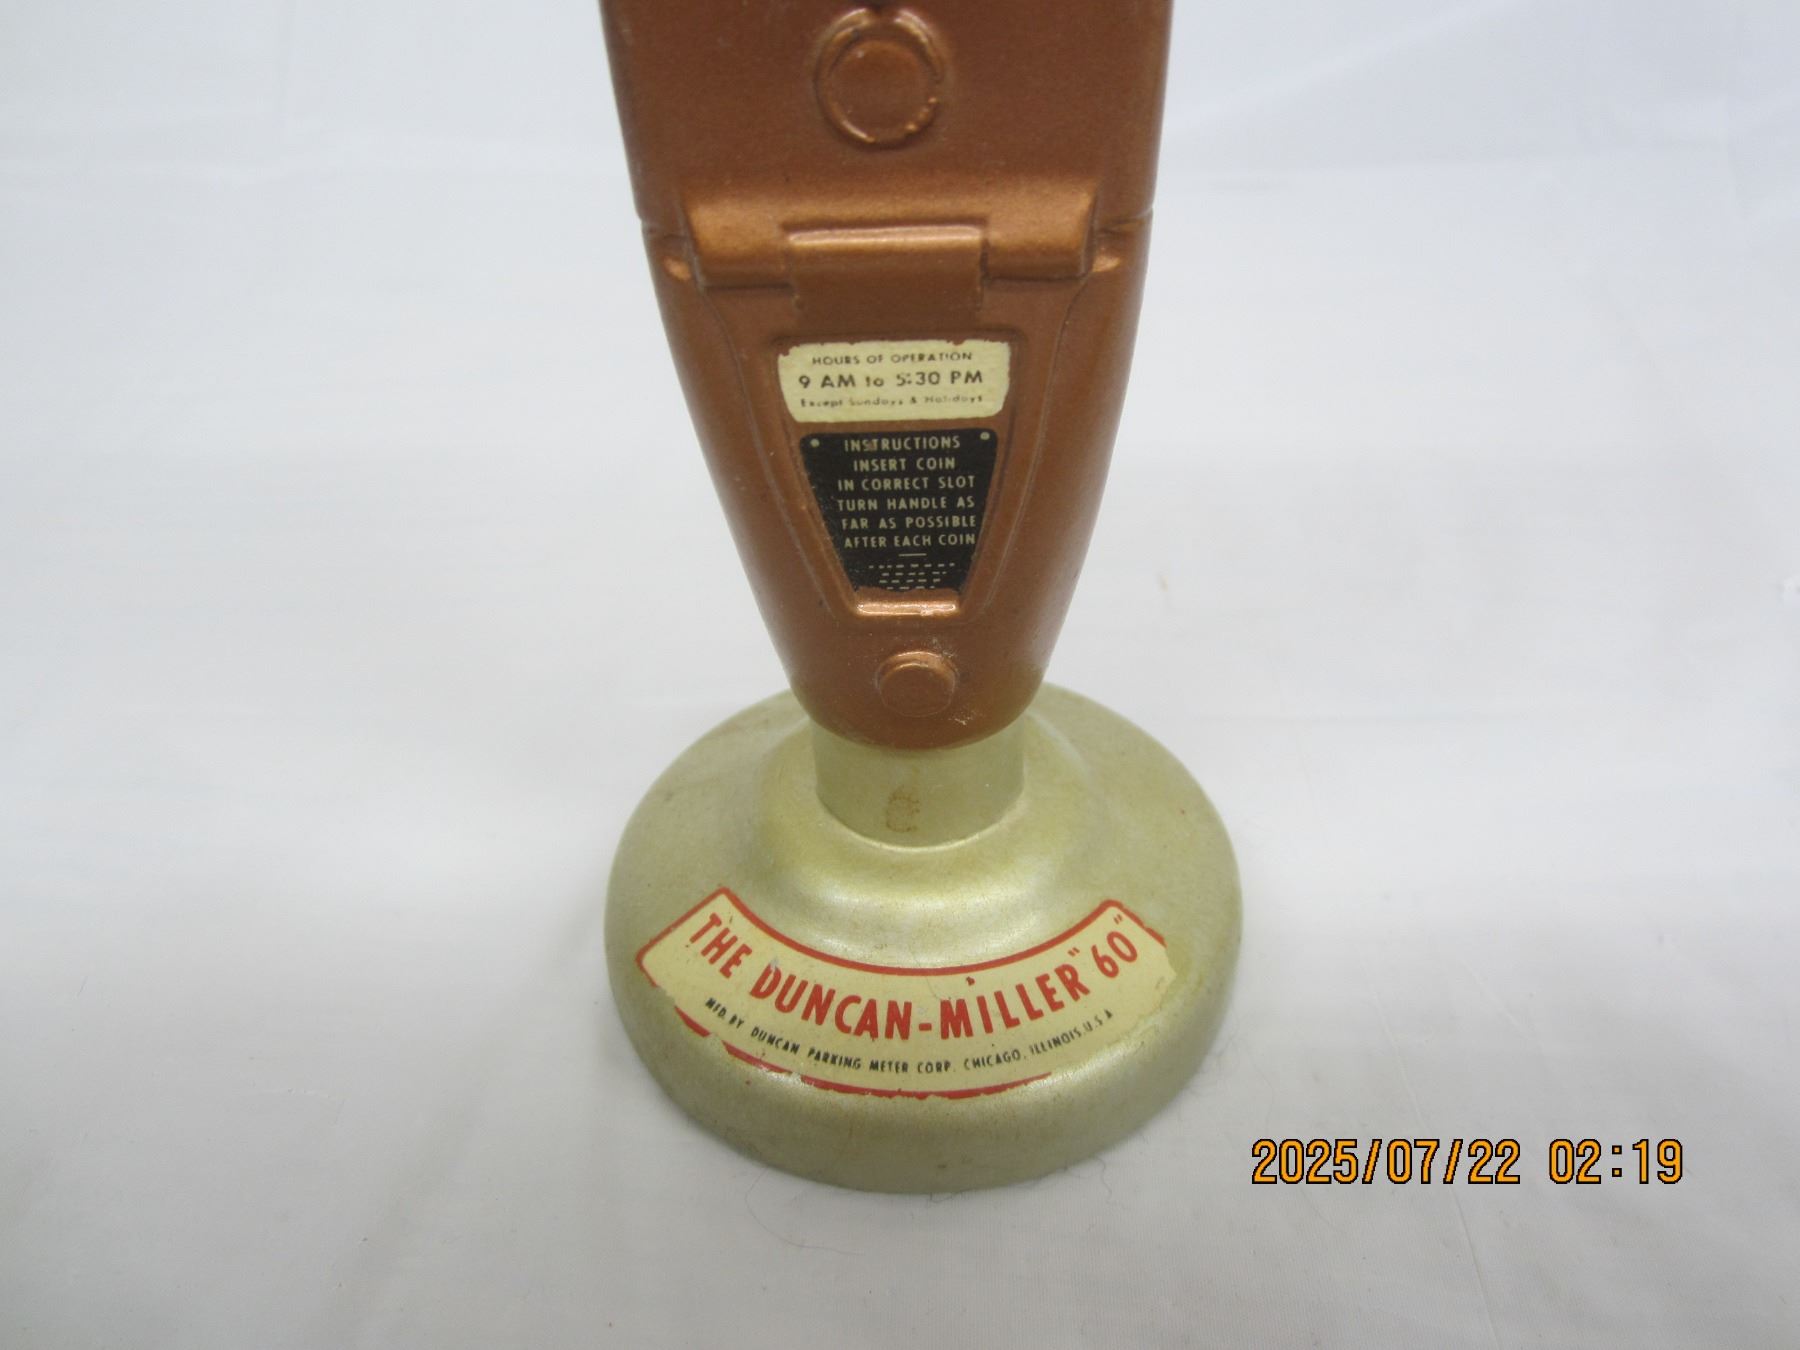 HOURS OF OPERATION
9 AM to 5:30 PM
Except Sundays & Holidays
INSTRUCTIONS
INSERT COIN
IN CORRECT SLOT
TURN HANDLE AS
FAR AS POSSIBLE
AFTER EACH COIN
THE DUNCAN-MILLER "60"
MFD. BY DUNCAN PARKING METER CORP. CHICAGO, ILLINOIS, U.S.A
2025/07/22 02:19